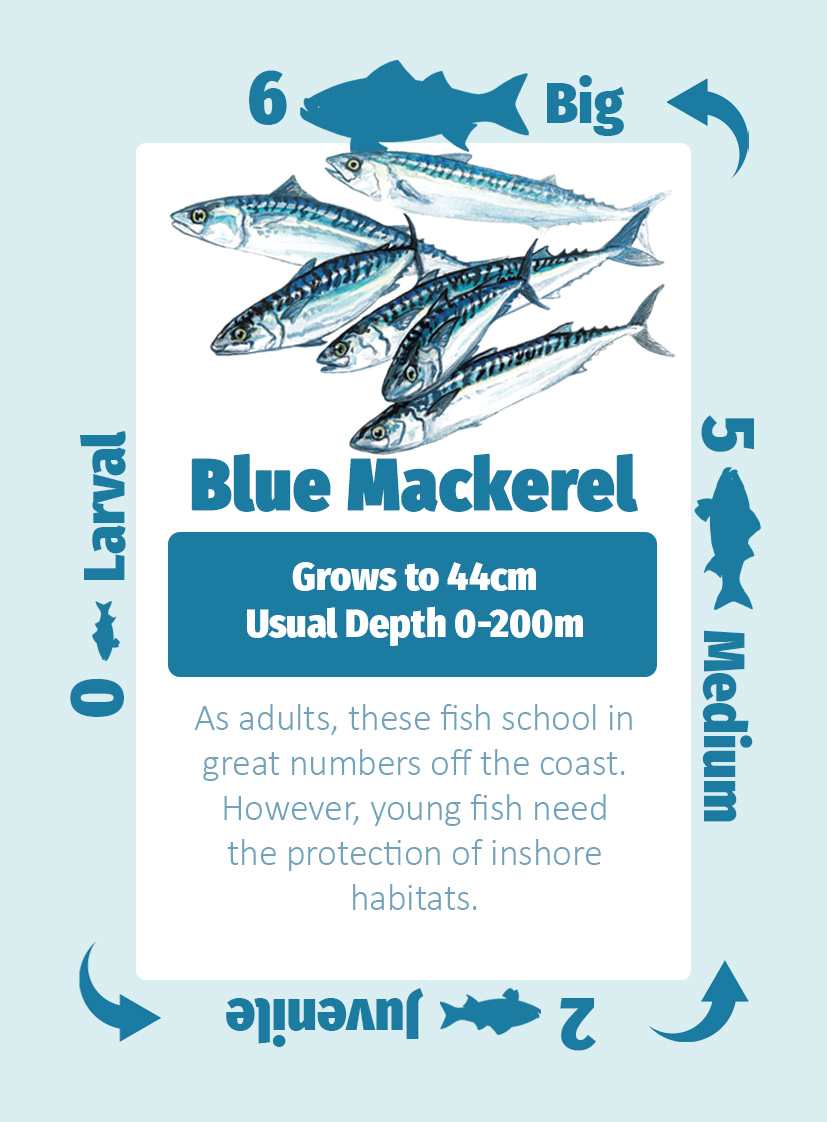 6 Big
5 Medium
2 Juvenile
0 Larval
Blue Mackerel
Grows to 44cm
Usual Depth 0-200m
As adults, these fish school in
great numbers off the coast.
However, young fish need
the protection of inshore
habitats.